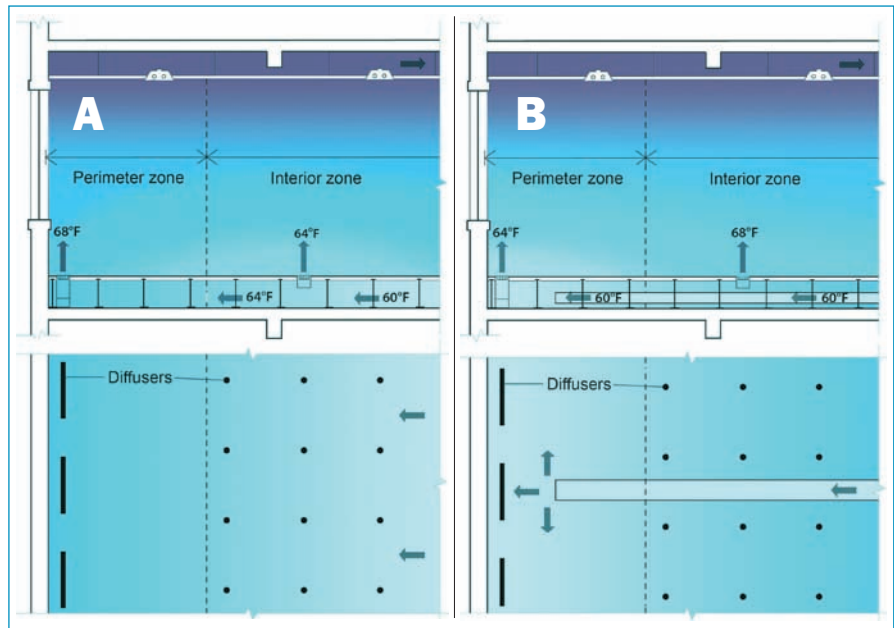 A
Perimeter zone
Interior zone
68°F
64°F
64°F
60°F
Diffusers
B
Perimeter zone
Interior zone
64°F
68°F
60°F
60°F
Diffusers